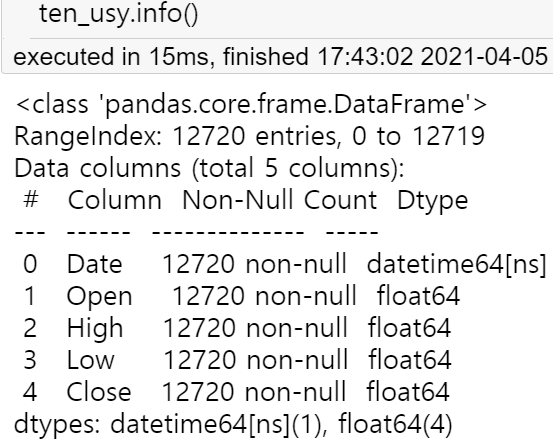 ten_usy.info()
executed in 15ms, finished 17:43:02 2021-04-05
<class 'pandas.core.frame.DataFrame'>
RangeIndex: 12720 entries, 0 to 12719
Data columns (total 5 columns):
# Column Non-Null Count Dtype
--- ------ -------------- -----
0 Date 12720 non-null datetime64[ns]
1 Open 12720 non-null float64
2 High 12720 non-null float64
3 Low 12720 non-null float64
4 Close 12720 non-null float64
dtypes: datetime64[ns](1), float64(4)